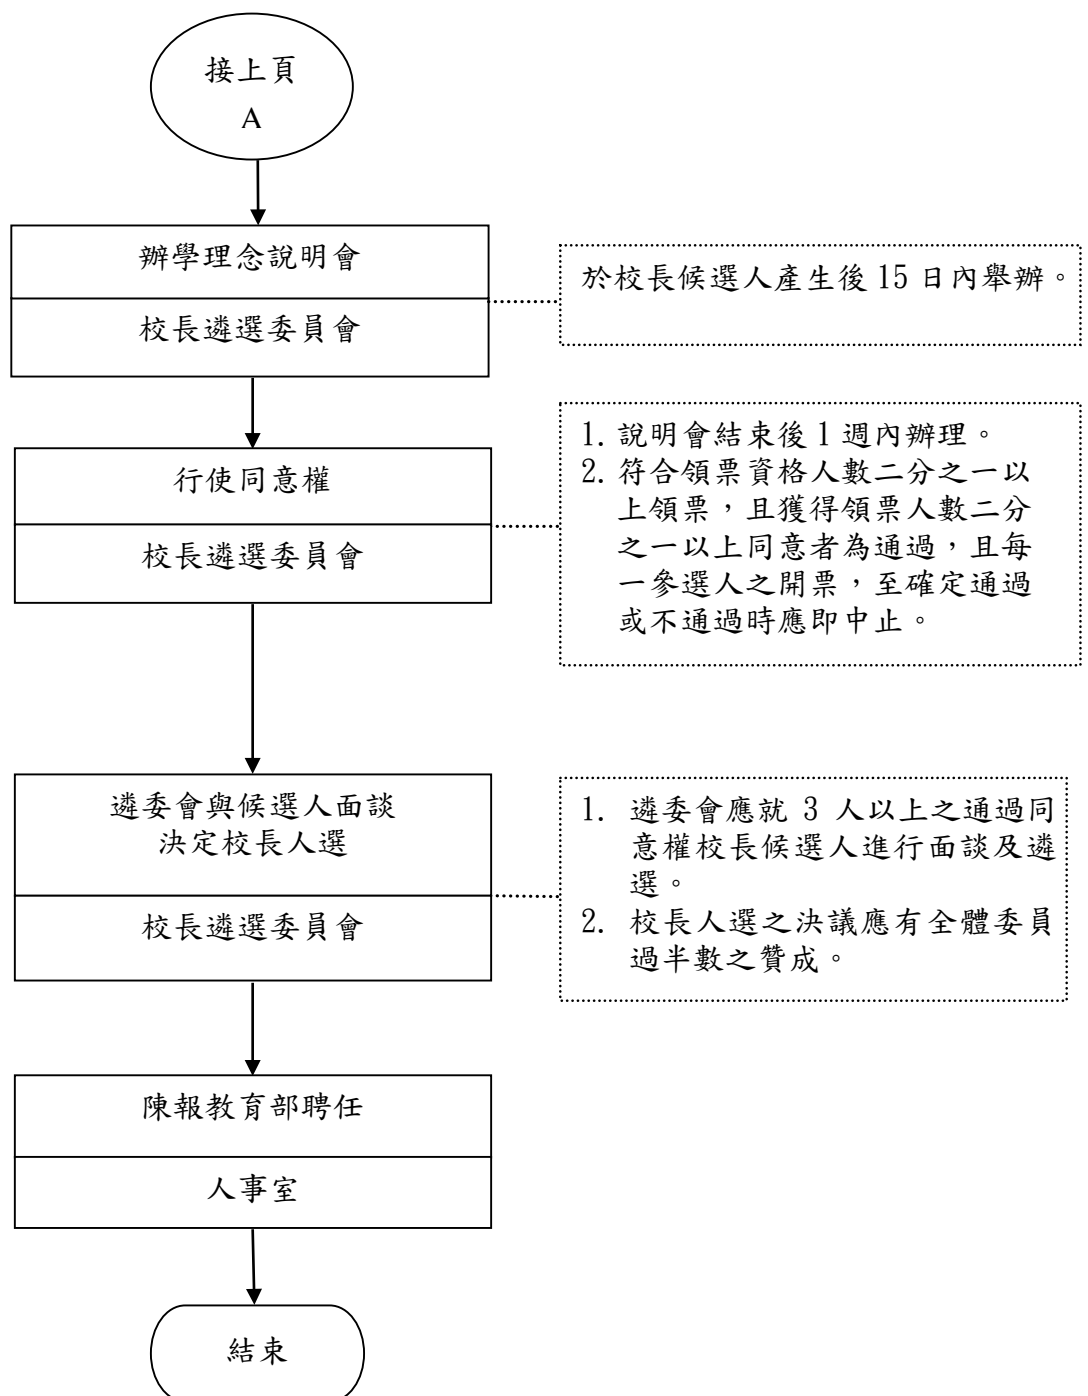 接上頁
A
辦學理念說明會
校長遴選委員會
於校長候選人產生後 15 日內舉辦。
行使同意權
校長遴選委員會
1. 說明會結束後 1 週內辦理。
2. 符合領票資格人數二分之一以
上領票，且獲得領票人數二分
之一以上同意者為通過，且每
一參選人之開票，至確定通過
或不通過時應即中止。
遴委會與候選人面談
決定校長人選
校長遴選委員會
1. 遴委會應就 3 人以上之通過同
意權校長候選人進行面談及遴
選。
2. 校長人選之決議應有全體委員
過半數之贊成。
陳報教育部聘任
人事室
結束